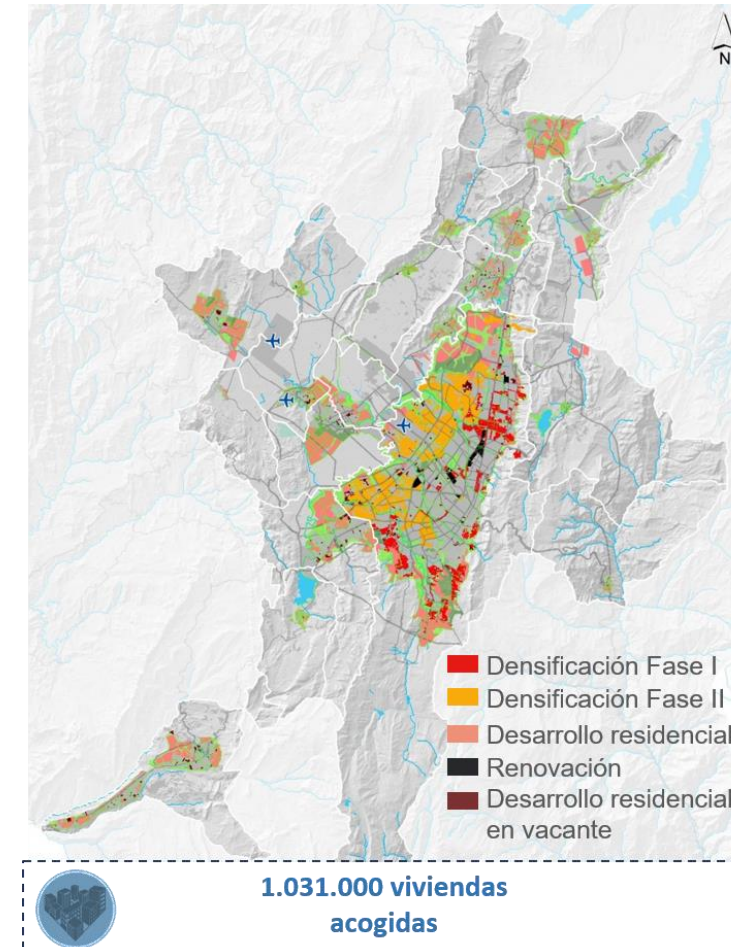 N
Densificación Fase I
Densificación Fase II
Desarrollo residencial
Renovación
Desarrollo residencial
en vacante
1.031.000 viviendas
acogidas